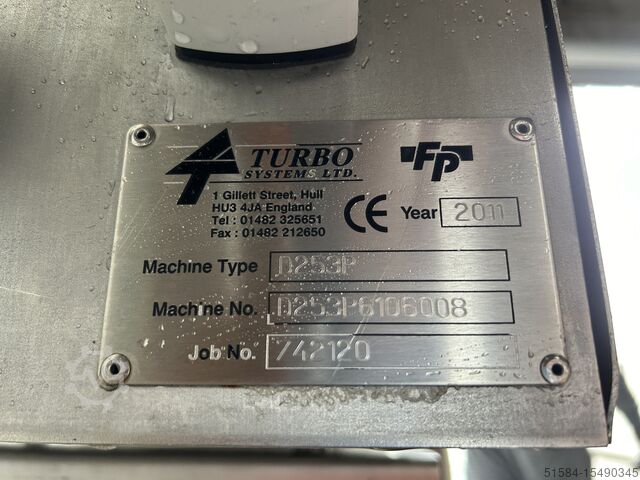 TURBO
SYSTEMS LTD.
FP
1 Gillett Street, Hull
HU3 4JA England.
Tel : 01482 325651
Fax : 01482 212650
CE
Year 2011
Machine Type D253P
Machine No. D253P6106008
Job No. 742120
51584-15490345